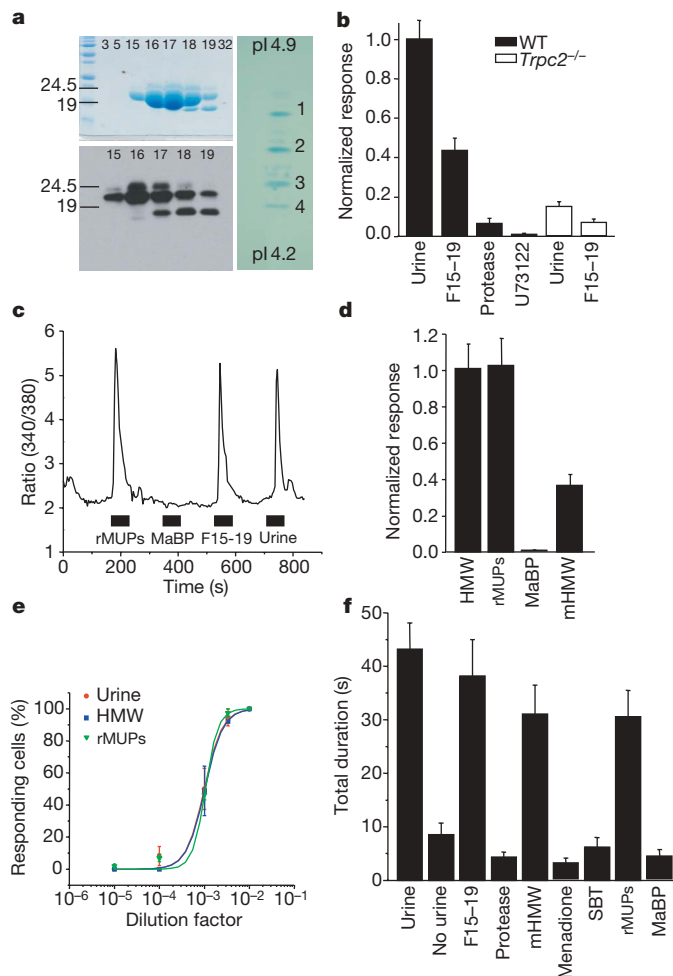 a
3 5 15 16 17 18 19 32
24.5
19
15 16 17 18 19
24.5
19
pI 4.9
1
2
3
4
pI 4.2
b
WT
Trpc2⁻/⁻
Normalized response
1.0
0.8
0.6
0.4
0.2
0.0
Urine
F15–19
Protease
U73122
Urine
F15–19
c
Ratio (340/380)
6
5
4
3
2
1
rMUPs MaBP F15-19 Urine
0 200 400 600 800
Time (s)
d
Normalized response
1.2
1.0
0.8
0.6
0.4
0.2
0.0
HMW
rMUPs
MaBP
mHMW
e
Urine
HMW
rMUPs
Responding cells (%)
100
80
60
40
20
0
10⁻⁶ 10⁻⁵ 10⁻⁴ 10⁻³ 10⁻² 10⁻¹
Dilution factor
f
Total duration (s)
50
40
30
20
10
0
Urine
No urine
F15–19
Protease
mHMW
Menadione
SBT
rMUPs
MaBP